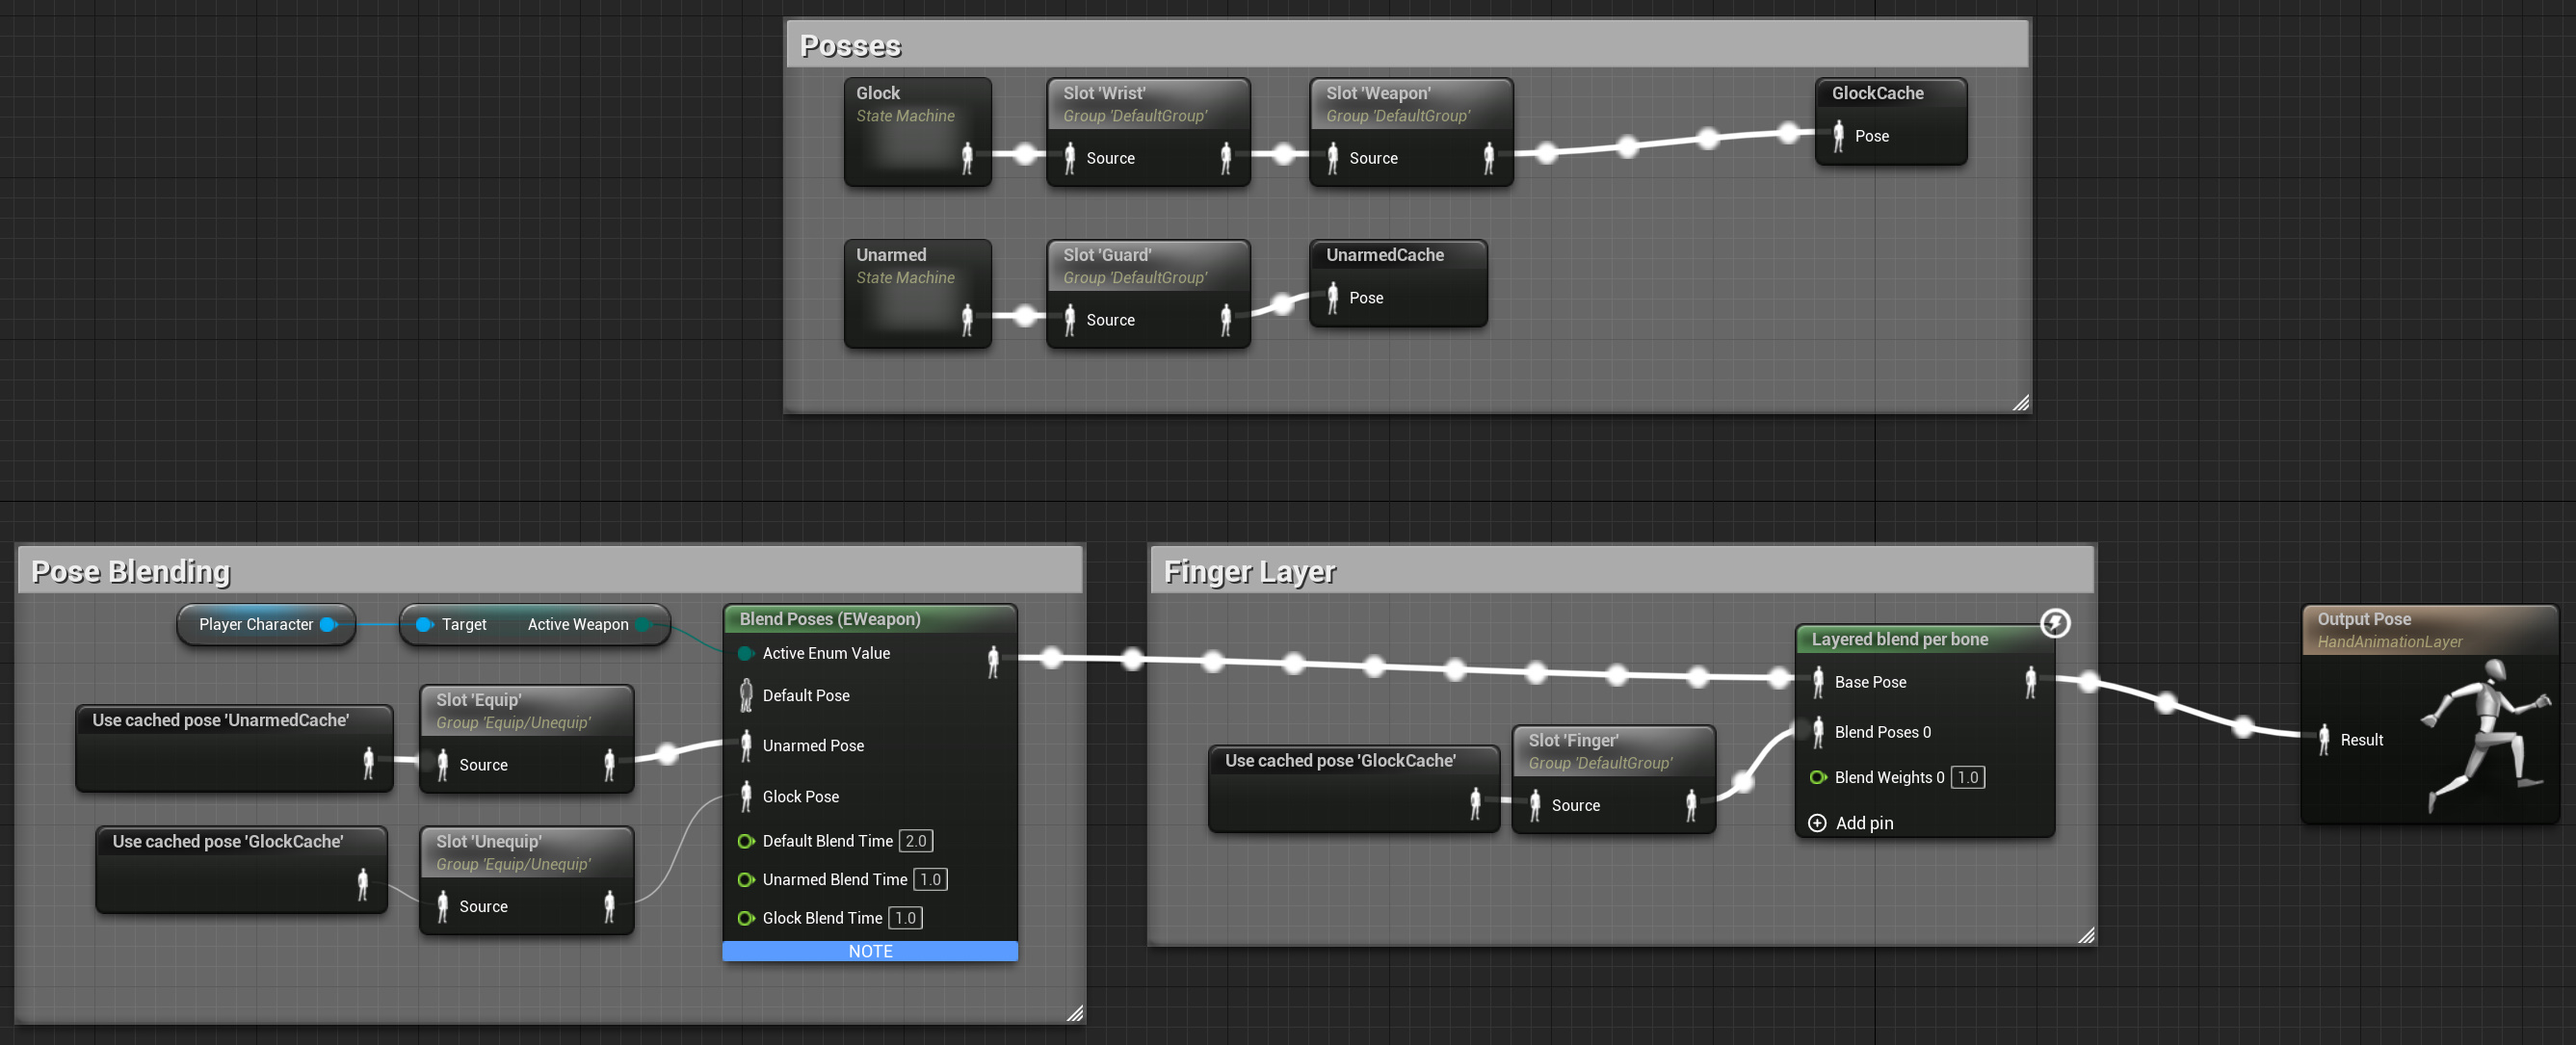 Posses
Glock
State Machine
Slot 'Wrist'
Group 'DefaultGroup'
Source
Slot 'Weapon'
Group 'DefaultGroup'
Source
GlockCache
Pose
Unarmed
State Machine
Slot 'Guard'
Group 'DefaultGroup'
Source
UnarmedCache
Pose
Pose Blending
Player Character
Target Active Weapon
Use cached pose 'UnarmedCache'
Slot 'Equip'
Group 'Equip/Unequip'
Source
Use cached pose 'GlockCache'
Slot 'Unequip'
Group 'Equip/Unequip'
Source
Blend Poses (EWeapon)
Active Enum Value
Default Pose
Unarmed Pose
Glock Pose
Default Blend Time 2.0
Unarmed Blend Time 1.0
Glock Blend Time 1.0
NOTE
Finger Layer
Use cached pose 'GlockCache'
Slot 'Finger'
Group 'DefaultGroup'
Source
Layered blend per bone
Base Pose
Blend Poses 0
Blend Weights 0 1.0
Add pin
Output Pose
HandAnimationLayer
Result